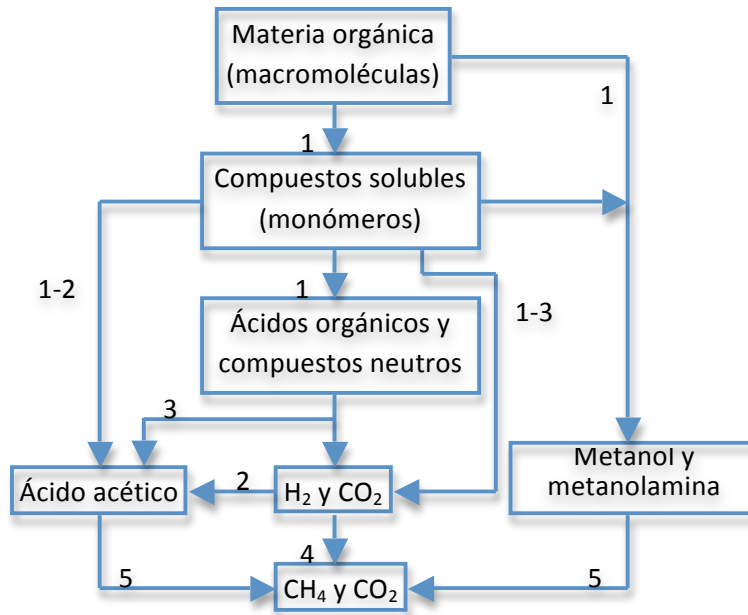 Materia orgánica
(macromoléculas)
1
1
Compuestos solubles
(monómeros)
1-2
1
1-3
Ácidos orgánicos y
compuestos neutros
3
Ácido acético
2
H₂ y CO₂
Metanol y
metanolamina
4
5
CH₄ y CO₂
5